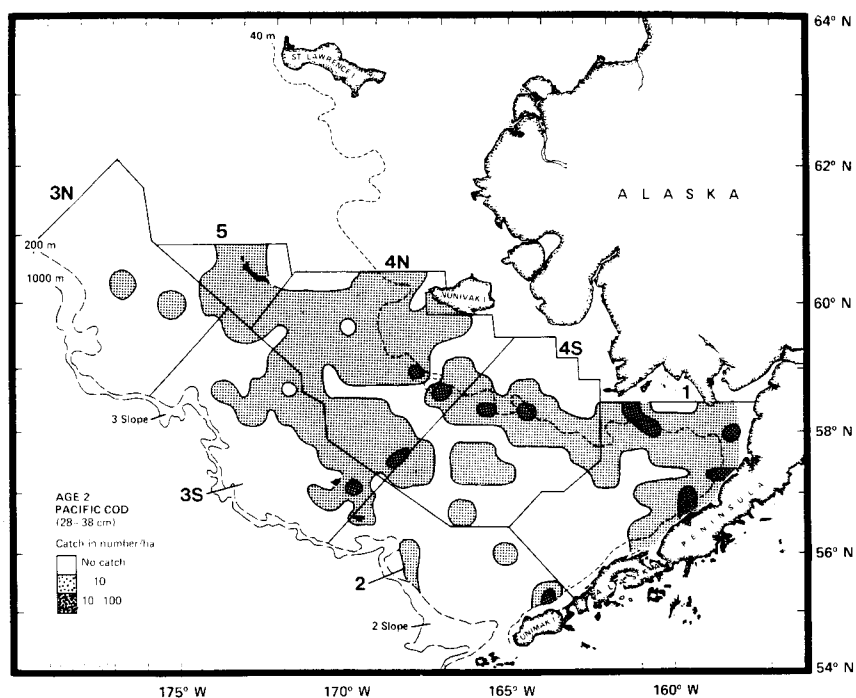 64° N
40 m
ST LAWRENCE I
62° N
3N
ALASKA
5
200 m
4N
1000 m
NUNIVAK I
60° N
4S
1
3 Slope
58° N
AGE 2
PACIFIC COD
(28-38 cm)
3S
PENINSULA
Catch in number/ha
No catch
10
10 100
56° N
2
2 Slope
UNIMAK I
54° N
175° W 170° W 165° W 160° W